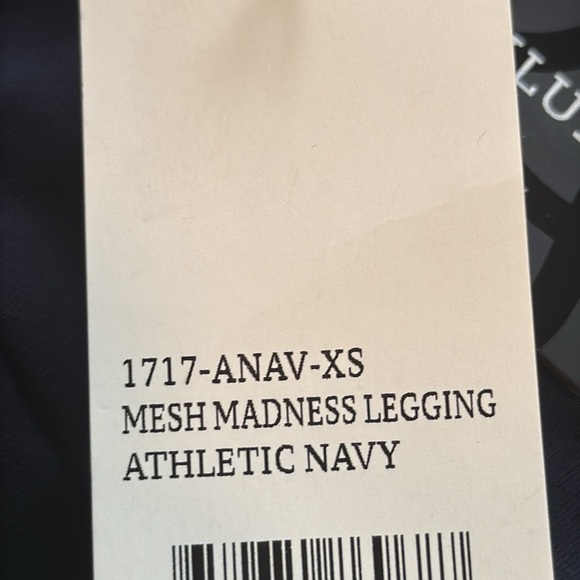 1717-ANAV-XS
MESH MADNESS LEGGING
ATHLETIC NAVY